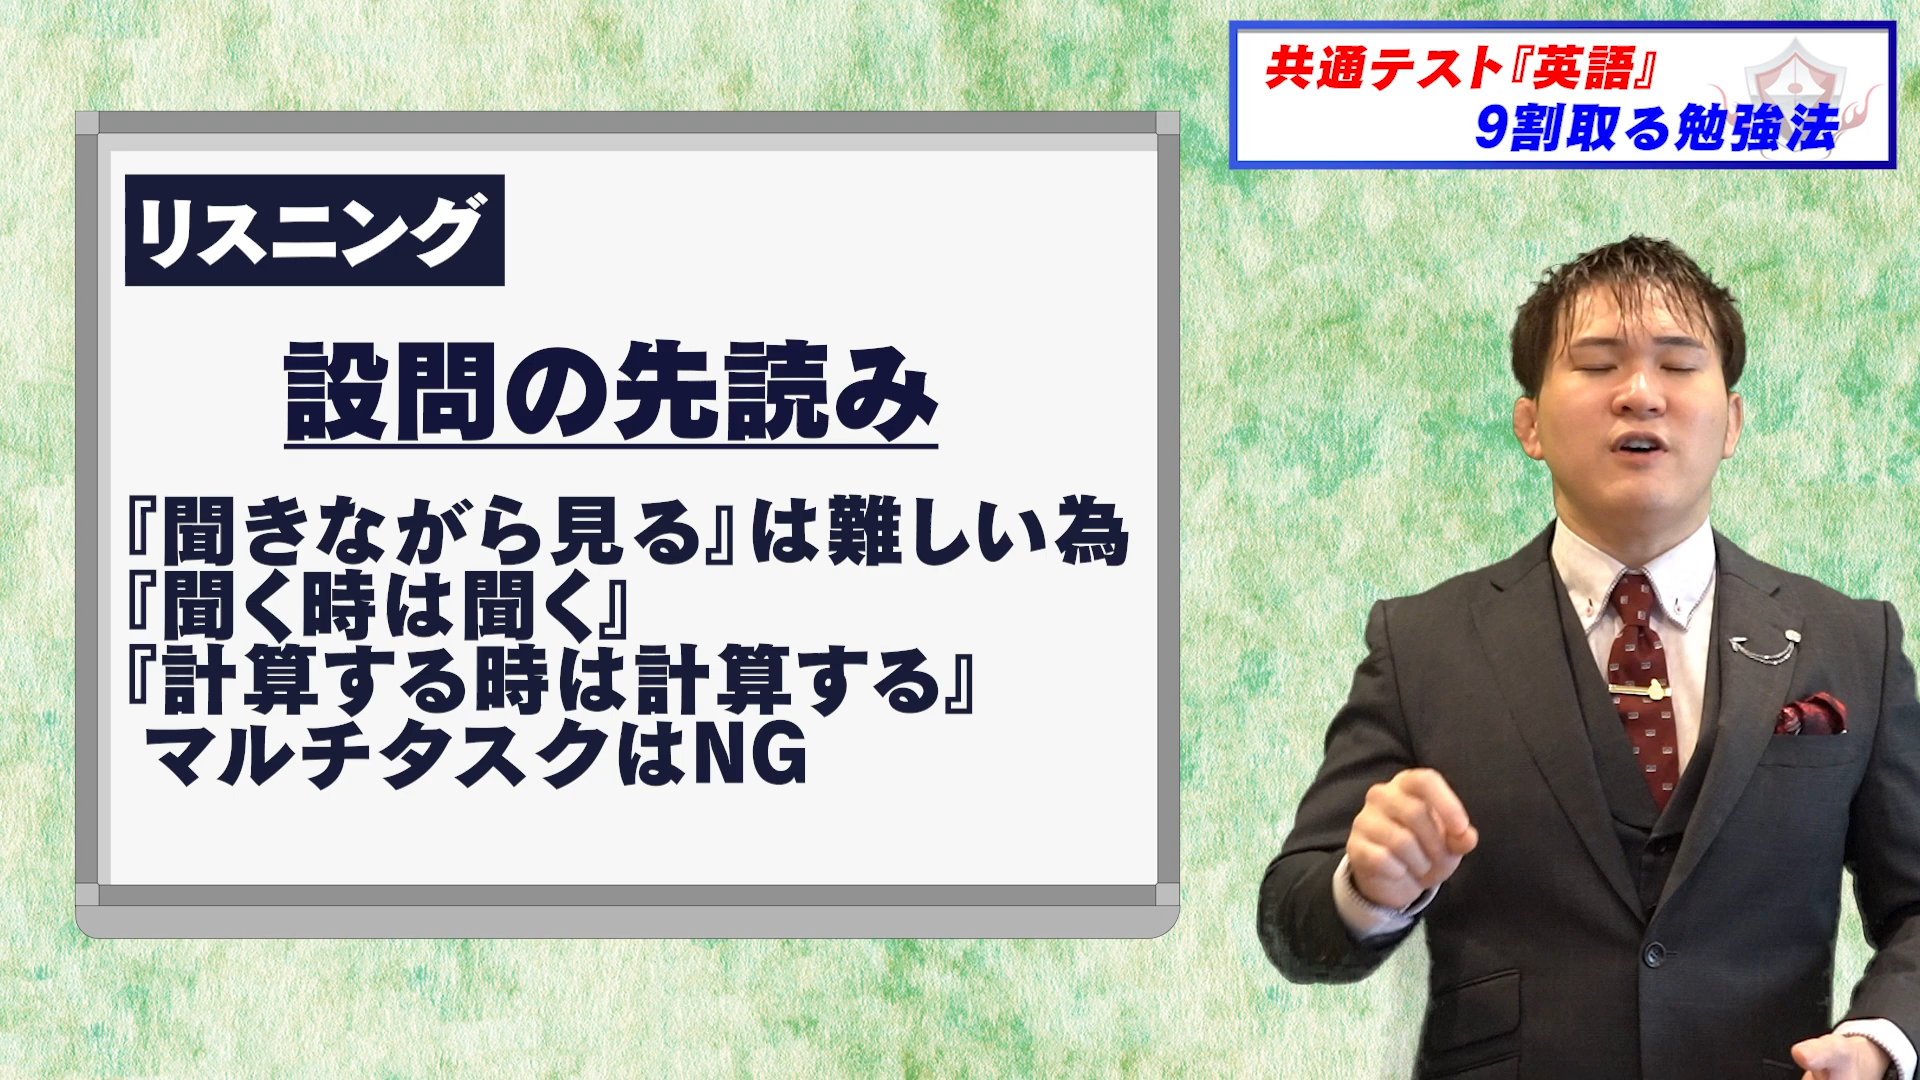 共通テスト『英語』
9割取る勉強法
リスニング
設問の先読み
『聞きながら見る』は難しい為
『聞く時は聞く』
『計算する時は計算する』
マルチタスクはNG